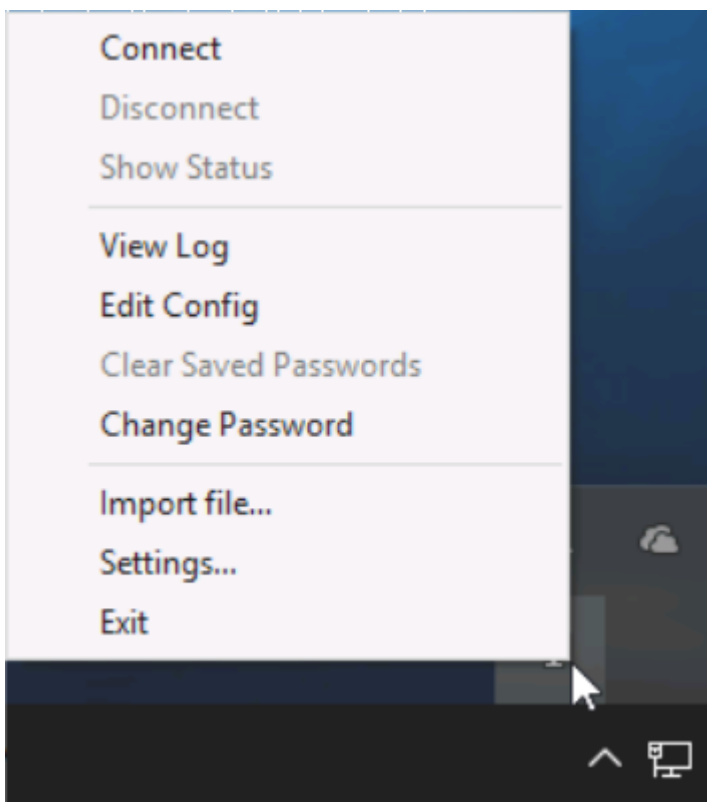 Connect
Disconnect
Show Status
View Log
Edit Config
Clear Saved Passwords
Change Password
Import file...
Settings...
Exit